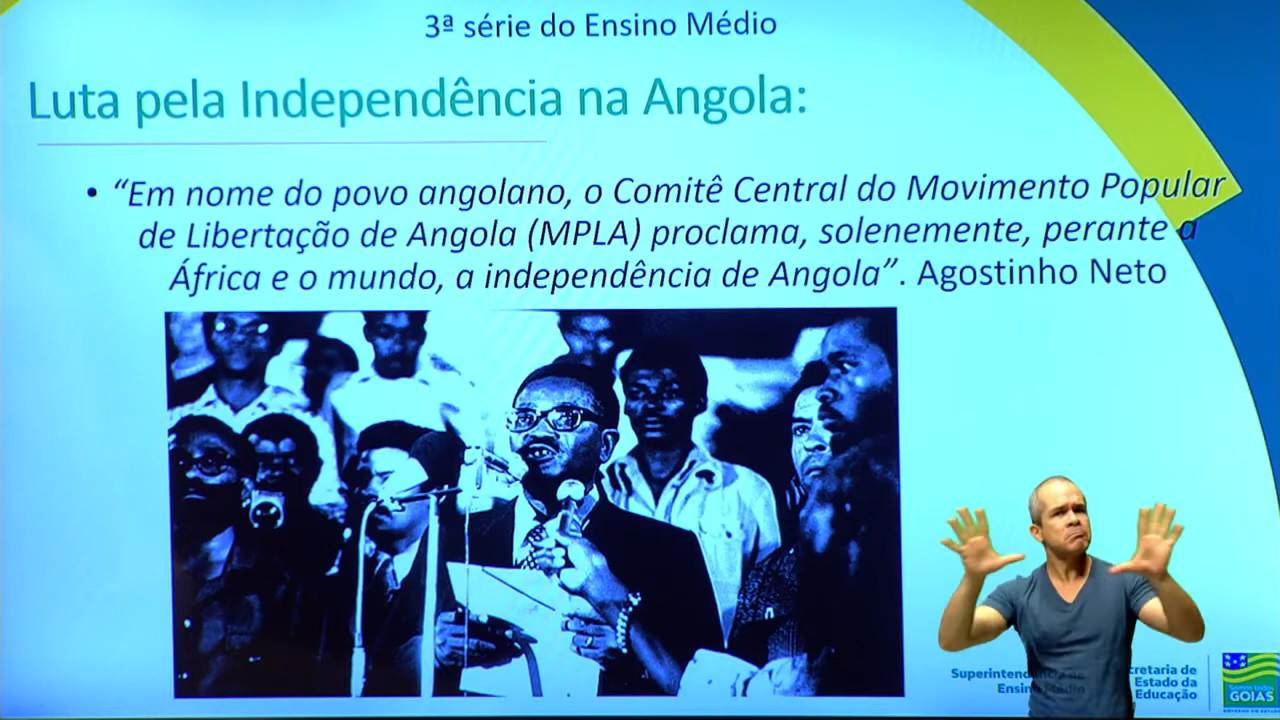 3ª série do Ensino Médio
Luta pela Independência na Angola:
• “Em nome do povo angolano, o Comitê Central do Movimento Popular
de Libertação de Angola (MPLA) proclama, solenemente, perante a
África e o mundo, a independência de Angola”. Agostinho Neto
Superintendência de
Ensino Médio
Secretaria de
Estado da
Educação
GOIÁS